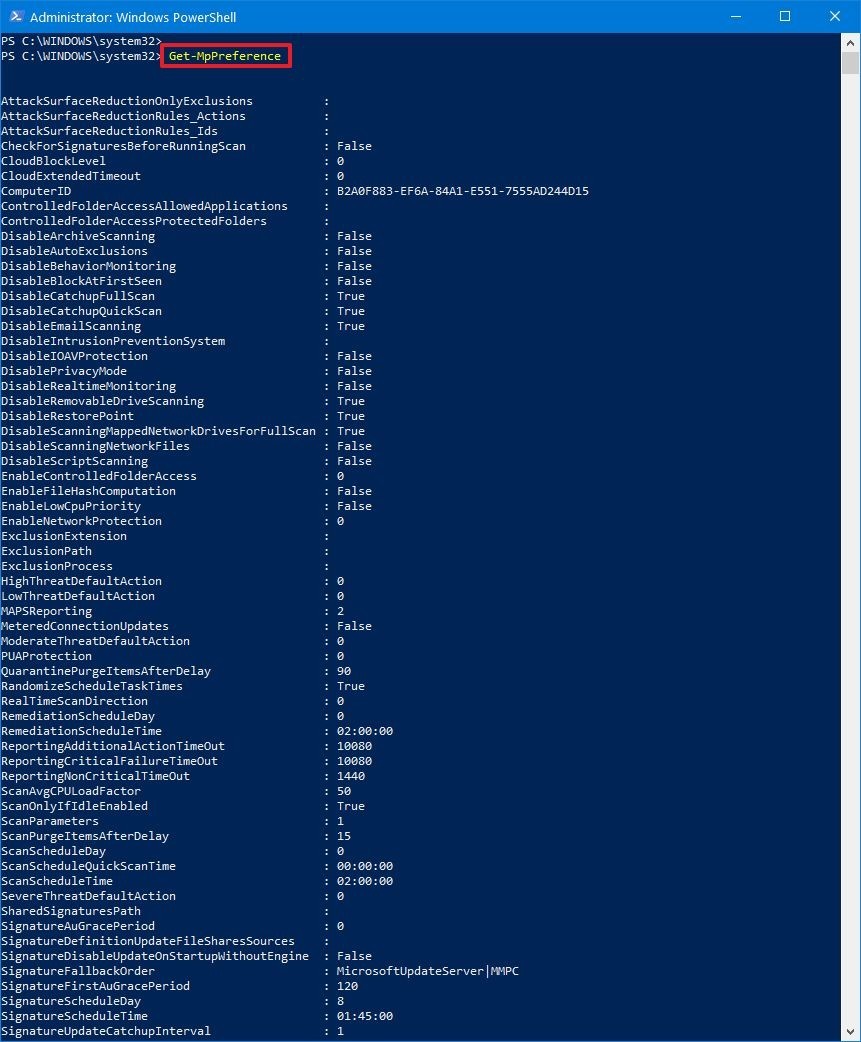 Administrator: Windows PowerShell
PS C:\WINDOWS\system32>
PS C:\WINDOWS\system32> Get-MpPreference
AttackSurfaceReductionOnlyExclusions :
AttackSurfaceReductionRules_Actions :
AttackSurfaceReductionRules_Ids :
CheckForSignaturesBeforeRunningScan : False
CloudBlockLevel : 0
CloudExtendedTimeout : 0
ComputerID : B2A0F883-EF6A-84A1-E551-7555AD244D15
ControlledFolderAccessAllowedApplications :
ControlledFolderAccessProtectedFolders :
DisableArchiveScanning : False
DisableAutoExclusions : False
DisableBehaviorMonitoring : False
DisableBlockAtFirstSeen : False
DisableCatchupFullScan : True
DisableCatchupQuickScan : True
DisableEmailScanning : True
DisableIntrusionPreventionSystem :
DisableIOAVProtection : False
DisablePrivacyMode : False
DisableRealtimeMonitoring : False
DisableRemovableDriveScanning : True
DisableRestorePoint : True
DisableScanningMappedNetworkDrivesForFullScan : True
DisableScanningNetworkFiles : False
DisableScriptScanning : False
EnableControlledFolderAccess : 0
EnableFileHashComputation : False
EnableLowCpuPriority : False
EnableNetworkProtection : 0
ExclusionExtension :
ExclusionPath :
ExclusionProcess :
HighThreatDefaultAction : 0
LowThreatDefaultAction : 0
MAPSReporting : 2
MeteredConnectionUpdates : False
ModerateThreatDefaultAction : 0
PUAProtection : 0
QuarantinePurgeItemsAfterDelay : 90
RandomizeScheduleTaskTimes : True
RealTimeScanDirection : 0
RemediationScheduleDay : 0
RemediationScheduleTime : 02:00:00
ReportingAdditionalActionTimeOut : 10080
ReportingCriticalFailureTimeOut : 10080
ReportingNonCriticalTimeOut : 1440
ScanAvgCPULoadFactor : 50
ScanOnlyIfIdleEnabled : True
ScanParameters : 1
ScanPurgeItemsAfterDelay : 15
ScanScheduleDay : 0
ScanScheduleQuickScanTime : 00:00:00
ScanScheduleTime : 02:00:00
SevereThreatDefaultAction : 0
SharedSignaturesPath :
SignatureAuGracePeriod : 0
SignatureDefinitionUpdateFileSharesSources :
SignatureDisableUpdateOnStartupWithoutEngine : False
SignatureFallbackOrder : MicrosoftUpdateServer|MMPC
SignatureFirstAuGracePeriod : 120
SignatureScheduleDay : 8
SignatureScheduleTime : 01:45:00
SignatureUpdateCatchupInterval : 1